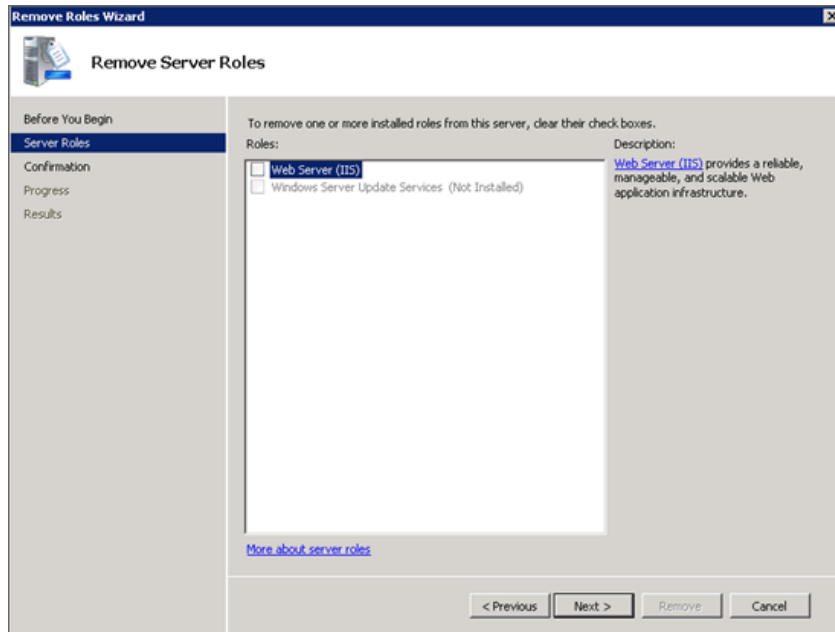 Remove Roles Wizard
Remove Server Roles
Before You Begin
Server Roles
Confirmation
Progress
Results
To remove one or more installed roles from this server, clear their check boxes.
Roles:
Web Server (IIS)
Windows Server Update Services (Not Installed)
More about server roles
Description:
Web Server (IIS) provides a reliable,
manageable, and scalable Web
application infrastructure.
< Previous
Next >
Remove
Cancel